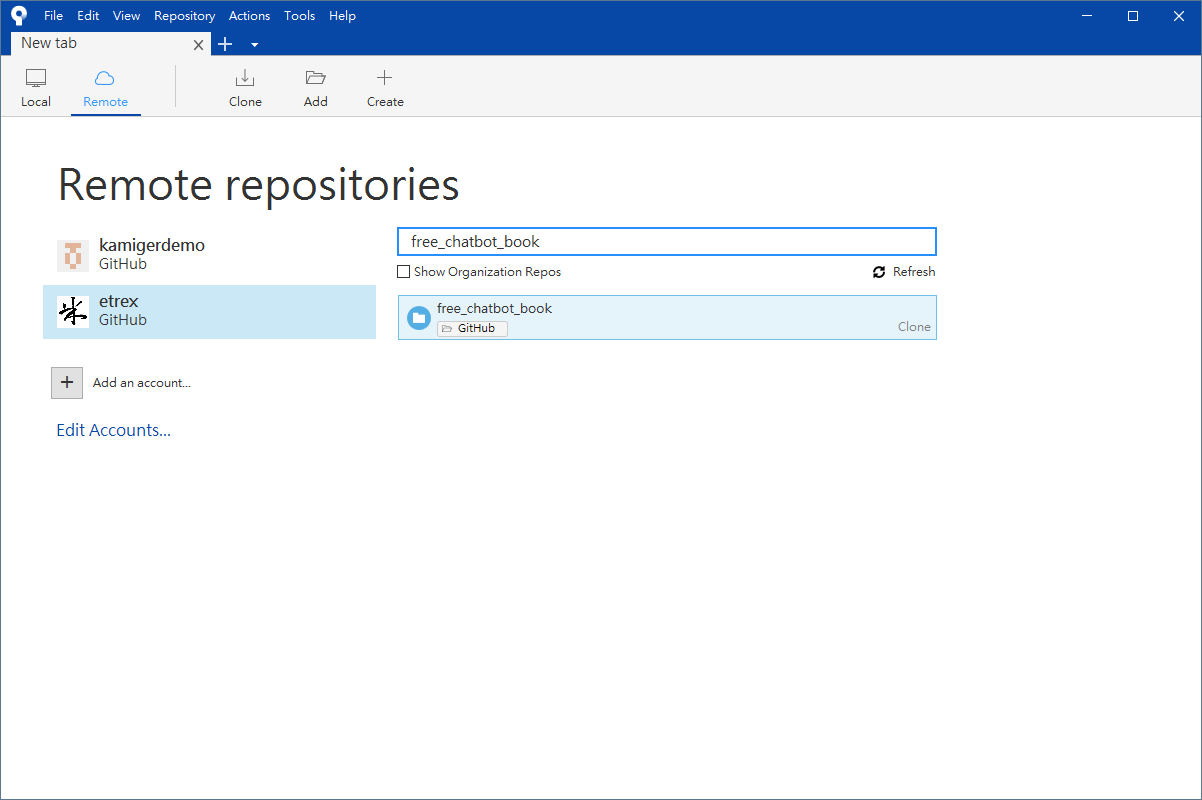 File Edit View Repository Actions Tools Help
New tab
Local Remote Clone Add Create
Remote repositories
kamigerdemo
GitHub
etrex
GitHub
Add an account...
Edit Accounts...
free_chatbot_book
Show Organization Repos Refresh
free_chatbot_book
GitHub
Clone